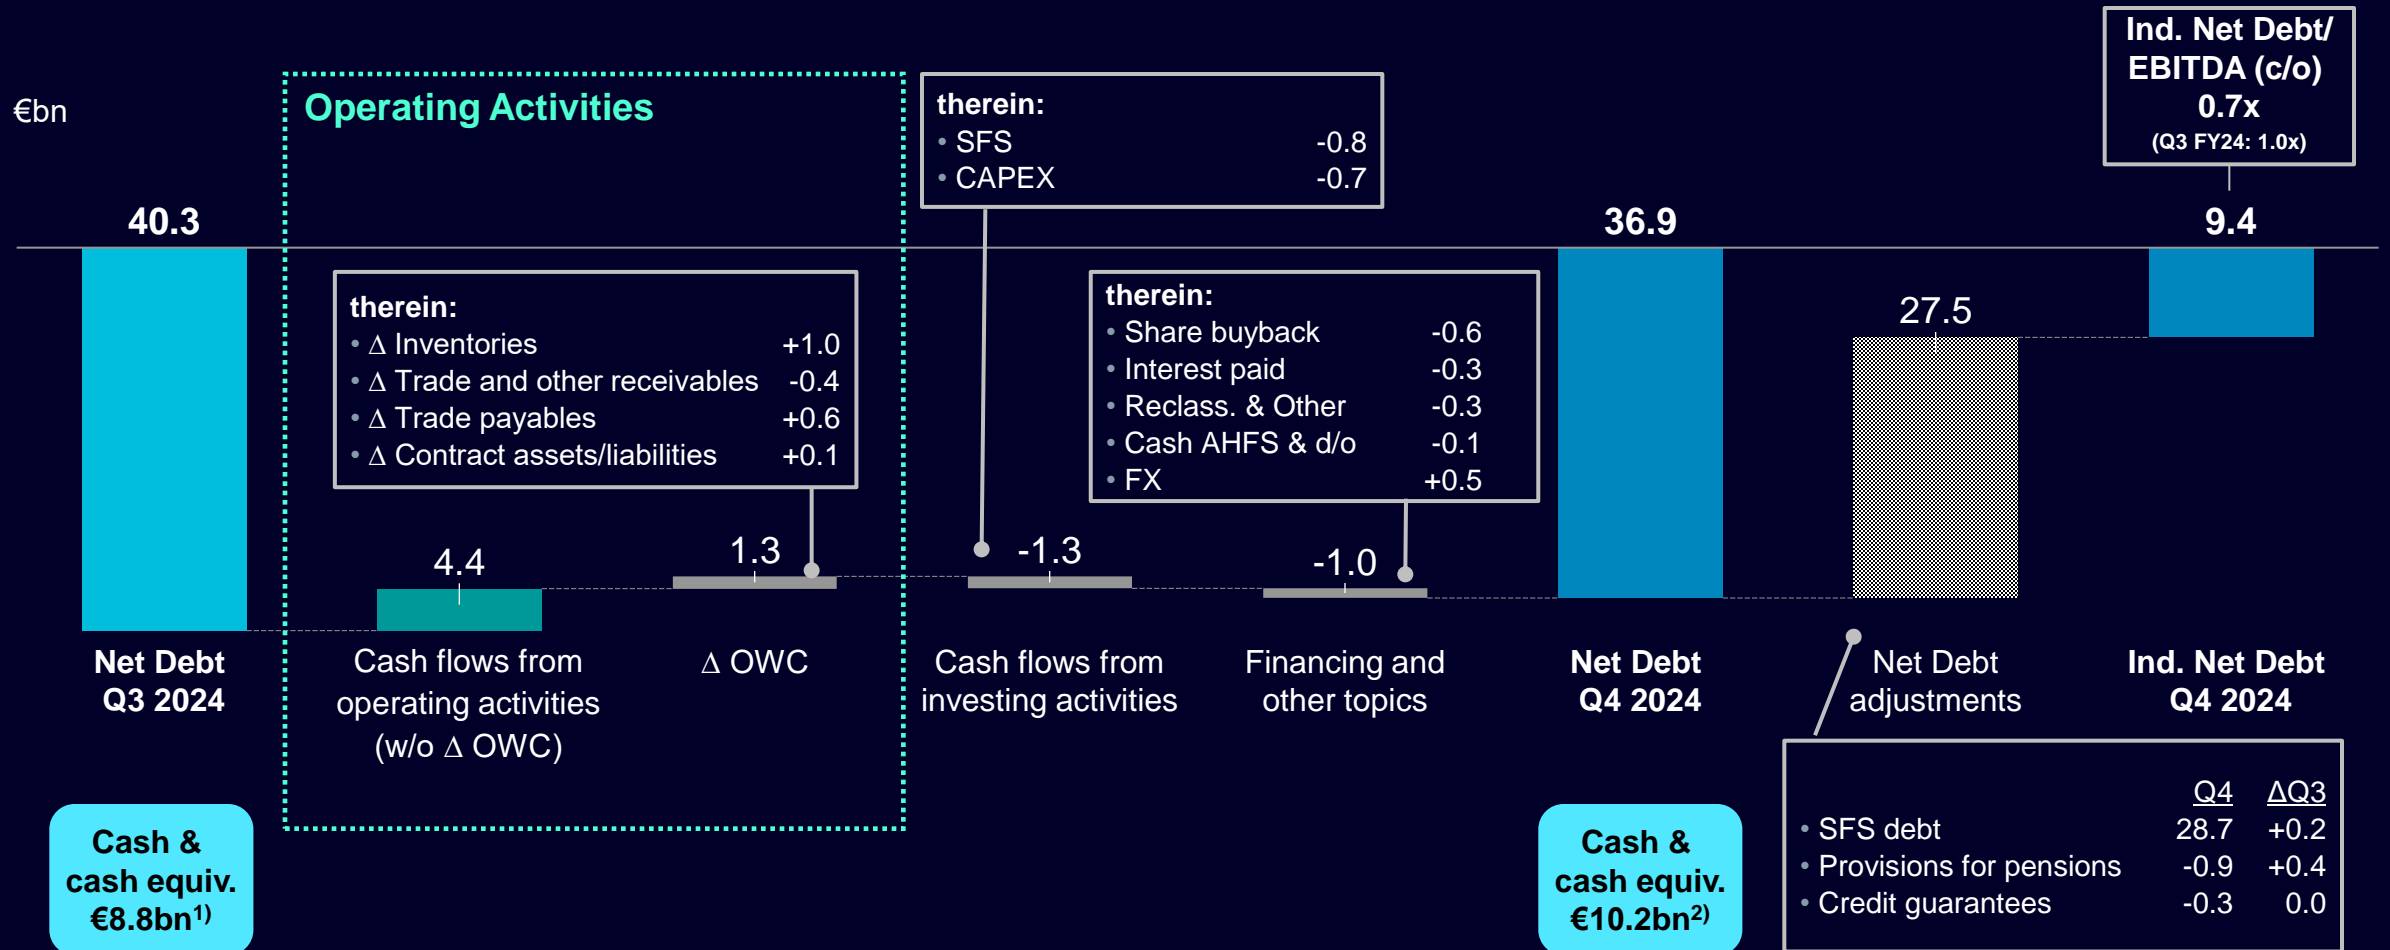 €bn
Operating Activities
therein:
• SFS -0.8
• CAPEX -0.7
Ind. Net Debt/
EBITDA (c/o)
0.7x
(Q3 FY24: 1.0x)
40.3
36.9
9.4
therein:
• Δ Inventories +1.0
• Δ Trade and other receivables -0.4
• Δ Trade payables +0.6
• Δ Contract assets/liabilities +0.1
therein:
• Share buyback -0.6
• Interest paid -0.3
• Reclass. & Other -0.3
• Cash AHFS & d/o -0.1
• FX +0.5
27.5
4.4
1.3
-1.3
-1.0
Net Debt
Q3 2024
Cash flows from
operating activities
(w/o Δ OWC)
Δ OWC
Cash flows from
investing activities
Financing and
other topics
Net Debt
Q4 2024
Net Debt
adjustments
Ind. Net Debt
Q4 2024
Cash &
cash equiv.
€8.8bn1)
Cash &
cash equiv.
€10.2bn2)
Q4 ΔQ3
• SFS debt 28.7 +0.2
• Provisions for pensions -0.9 +0.4
• Credit guarantees -0.3 0.0